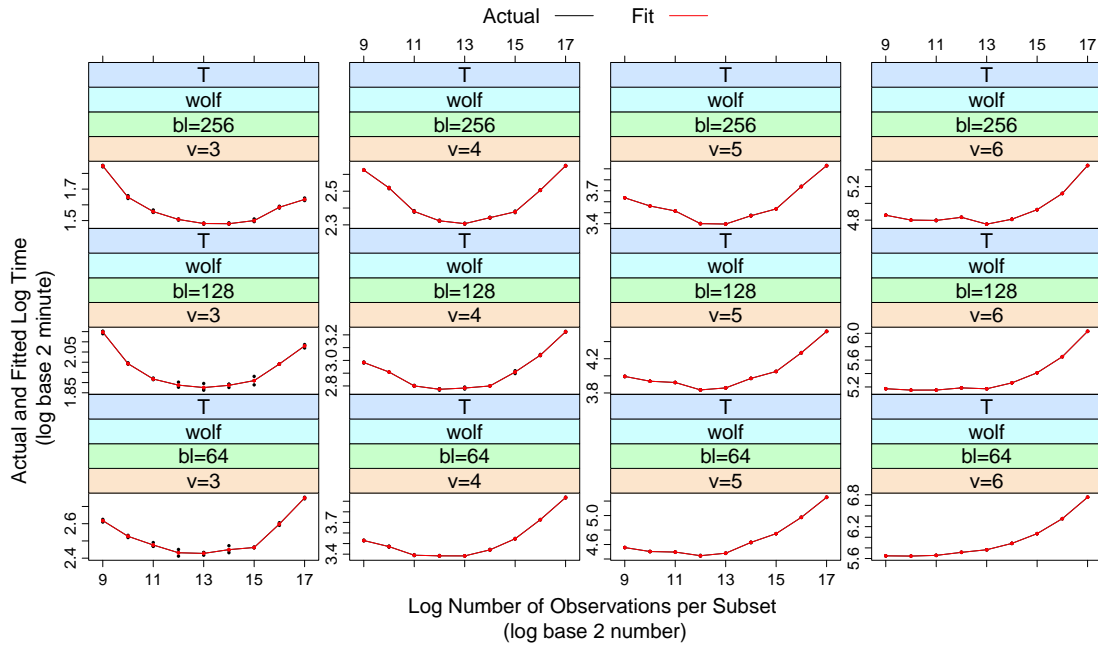 Actual Fit
9 11 13 15 17
9 11 13 15 17
T T T T
wolf wolf wolf wolf
bl=256 bl=256 bl=256 bl=256
v=3 v=4 v=5 v=6
1.5 1.7
2.3 2.5
3.4 3.7
4.8 5.2
T T T T
wolf wolf wolf wolf
bl=128 bl=128 bl=128 bl=128
v=3 v=4 v=5 v=6
1.85 2.05
2.8 3.0 3.2
3.8 4.2
5.2 5.6 6.0
T T T T
wolf wolf wolf wolf
bl=64 bl=64 bl=64 bl=64
v=3 v=4 v=5 v=6
2.4 2.6
3.4 3.7
4.6 5.0
5.6 6.2 6.8
9 11 13 15 17
9 11 13 15 17
Actual and Fitted Log Time
(log base 2 minute)
Log Number of Observations per Subset
(log base 2 number)